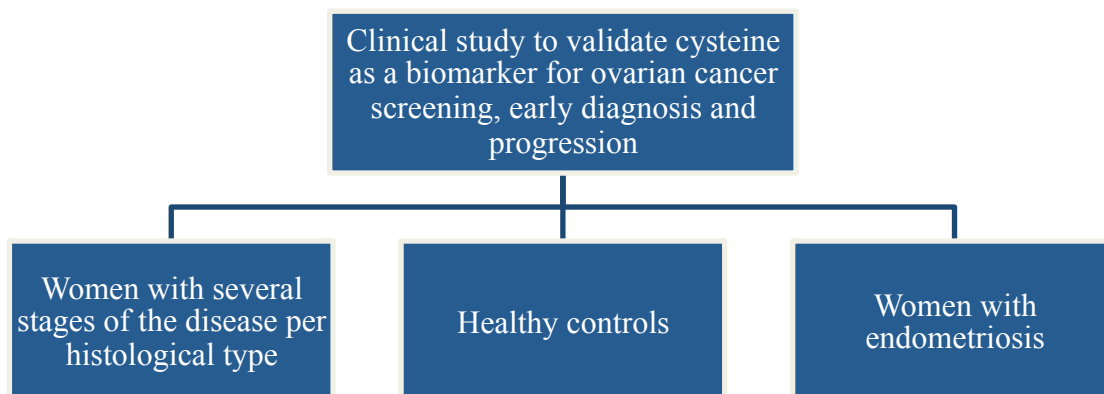 Clinical study to validate cysteine
as a biomarker for ovarian cancer
screening, early diagnosis and
progression
Women with several
stages of the disease per
histological type
Healthy controls
Women with
endometriosis